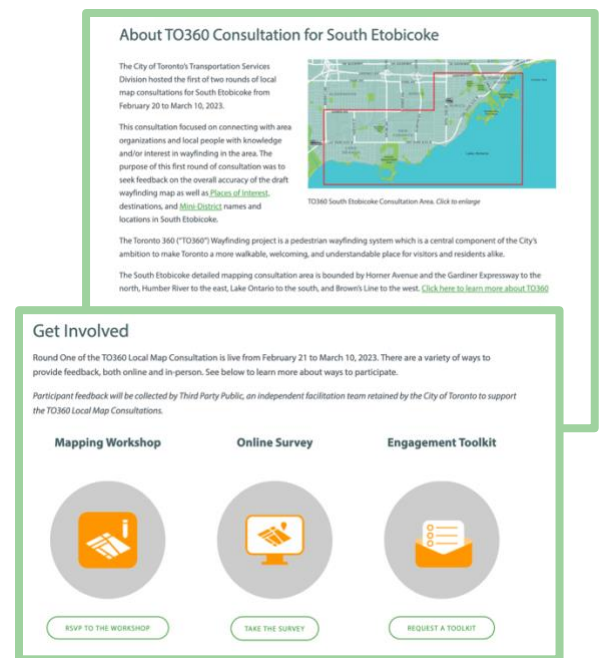 About TO360 Consultation for South Etobicoke
The City of Toronto's Transportation Services
Division hosted the first of two rounds of local
map consultations for South Etobicoke from
February 20 to March 10, 2023.
This consultation focused on connecting with area
organizations and local people with knowledge
and/or interest in wayfinding in the area. The
purpose of this first round of consultation was to
seek feedback on the overall accuracy of the draft
wayfinding map as well as Places of Interest,
destinations, and Mini-District names and
locations in South Etobicoke.
TO360 South Etobicoke Consultation Area. Click to enlarge
The Toronto 360 ("TO360") Wayfinding project is a pedestrian wayfinding system which is a central component of the City's
ambition to make Toronto a more walkable, welcoming, and understandable place for visitors and residents alike.
The South Etobicoke detailed mapping consultation area is bounded by Horner Avenue and the Gardiner Expressway to the
north, Humber River to the east, Lake Ontario to the south, and Brown's Line to the west. Click here to learn more about TO360
Get Involved
Round One of the TO360 Local Map Consultation is live from February 21 to March 10, 2023. There are a variety of ways to
provide feedback, both online and in-person. See below to learn more about ways to participate.
Participant feedback will be collected by Third Party Public, an independent facilitation team retained by the City of Toronto to support
the TO360 Local Map Consultations.
Mapping Workshop
Online Survey
Engagement Toolkit
RSVP TO THE WORKSHOP
TAKE THE SURVEY
REQUEST A TOOLKIT